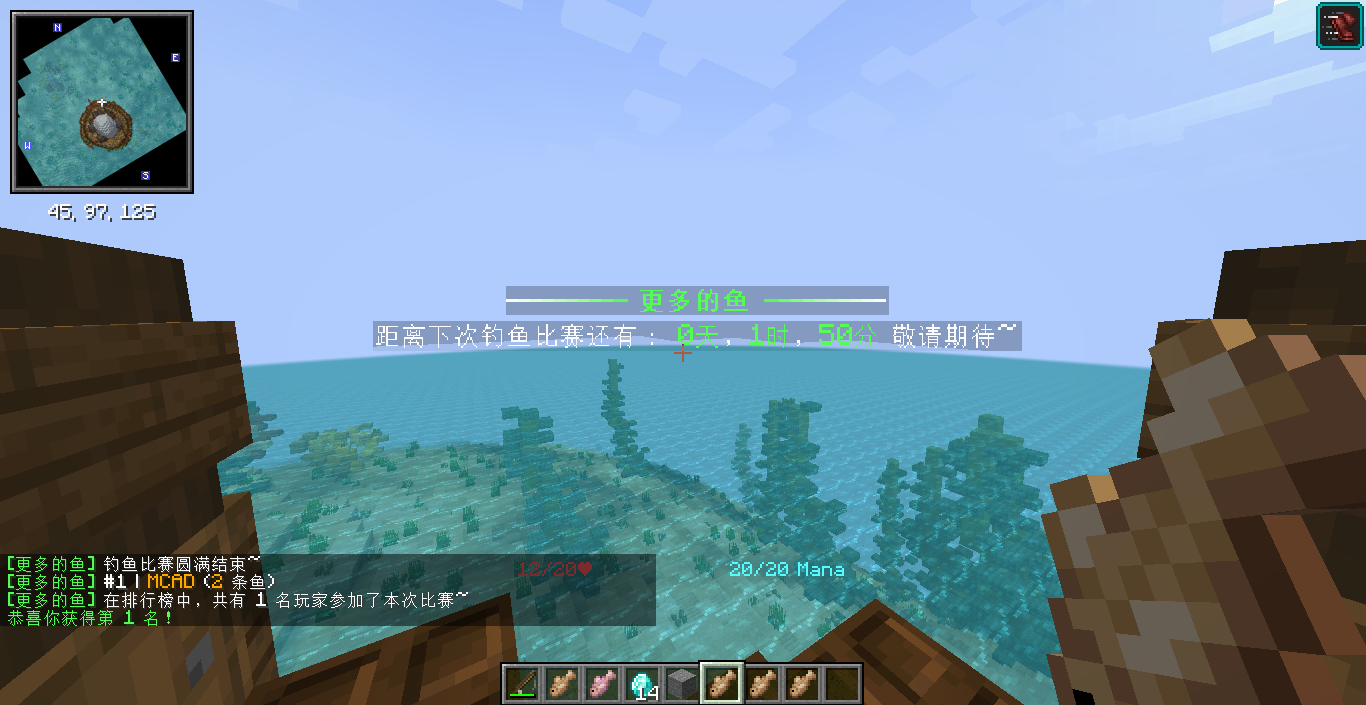 N
E
W
S
45, 97, 125
更多的鱼
距离下次钓鱼比赛还有： 0天, 1时, 50分 敬请期待~
[更多的鱼] 钓鱼比赛圆满结束~
[更多的鱼] #1 | MCAD (2 条鱼)
[更多的鱼] 在排行榜中, 共有 1 名玩家参加了本次比赛~
恭喜你获得第 1 名!
12/20❤
20/20 Mana
14